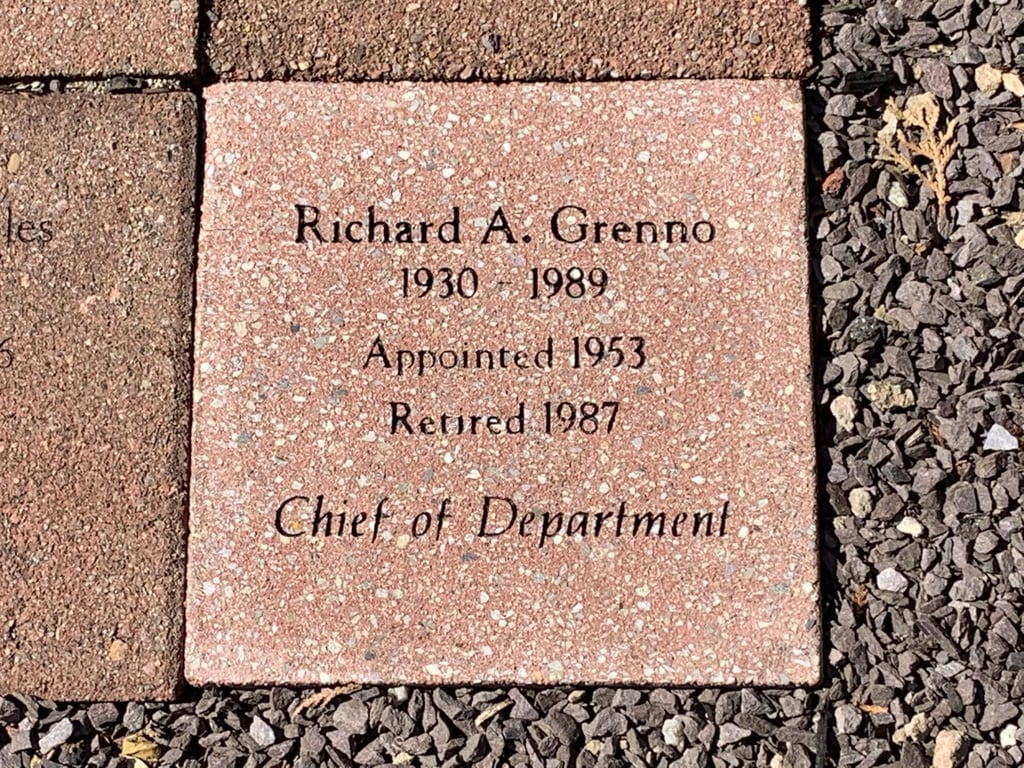 Richard A. Grenno
1930 - 1989
Appointed 1953
Retired 1987
Chief of Department